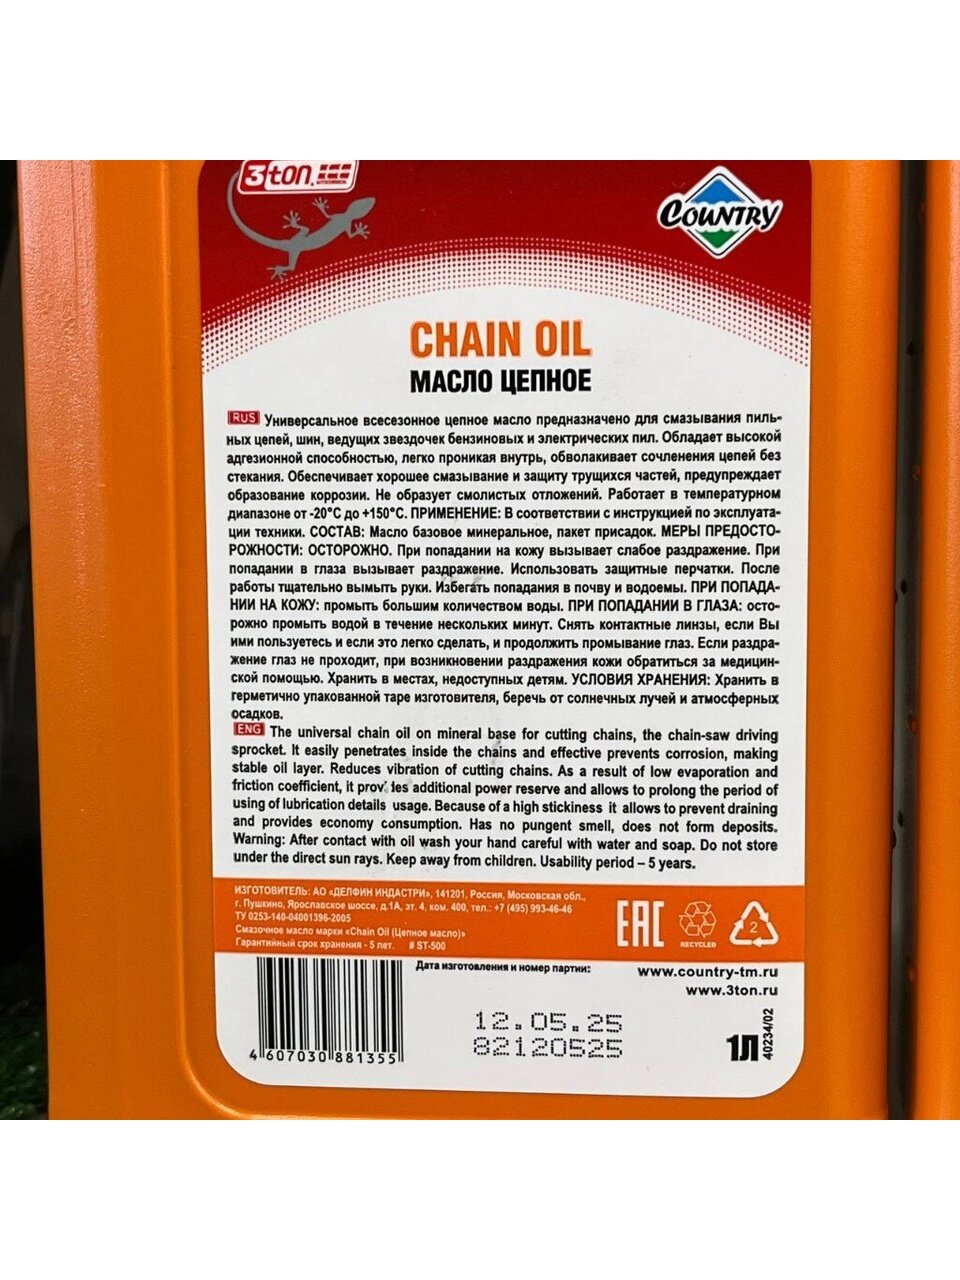 3ton
AUTOCHEMICAL
COUNTRY
CHAIN OIL
МАСЛО ЦЕПНОЕ
RUS Универсальное всесезонное цепное масло предназначено для смазывания пиль-
ных цепей, шин, ведущих звездочек бензиновых и электрических пил. Обладает высокой
адгезионной способностью, легко проникая внутрь, обволакивает сочленения цепей без
стекания. Обеспечивает хорошее смазывание и защиту трущихся частей, предупреждает
образование коррозии. Не образует смолистых отложений. Работает в температурном
диапазоне от -20°С до +150°С. ПРИМЕНЕНИЕ: В соответствии с инструкцией по эксплуата-
ции техники. СОСТАВ: Масло базовое минеральное, пакет присадок. МЕРЫ ПРЕДОСТО-
РОЖНОСТИ: ОСТОРОЖНО. При попадании на кожу вызывает слабое раздражение. При
попадании в глаза вызывает раздражение. Использовать защитные перчатки. После
работы тщательно вымыть руки. Избегать попадания в почву и водоемы. ПРИ ПОПАДА-
НИИ НА КОЖУ: промыть большим количеством воды. ПРИ ПОПАДАНИИ В ГЛАЗА: осто-
рожно промыть водой в течение нескольких минут. Снять контактные линзы, если Вы
ими пользуетесь и если это легко сделать, и продолжить промывание глаз. Если раздра-
жение глаз не проходит, при возникновении раздражения кожи обратиться за медицин-
ской помощью. Хранить в местах, недоступных детям. УСЛОВИЯ ХРАНЕНИЯ: Хранить в
герметично упакованной таре изготовителя, беречь от солнечных лучей и атмосферных
осадков.
ENG The universal chain oil on mineral base for cutting chains, the chain-saw driving
sprocket. It easily penetrates inside the chains and effective prevents corrosion, making
stable oil layer. Reduces vibration of cutting chains. As a result of low evaporation and
friction coefficient, it provides additional power reserve and allows to prolong the period of
using of lubrication details usage. Because of a high stickiness it allows to prevent draining
and provides economy consumption. Has no pungent smell, does not form deposits.
Warning: After contact with oil wash your hand careful with water and soap. Do not store
under the direct sun rays. Keep away from children. Usability period – 5 years.
ИЗГОТОВИТЕЛЬ: АО «ДЕЛФИН ИНДАСТРИ», 141201, Россия, Московская обл.,
г. Пушкино, Ярославское шоссе, д.1А, эт. 4, ком. 400, тел.: +7 (495) 993-46-46
ТУ 0253-140-04001396-2005
Смазочное масло марки «Chain Oil (Цепное масло)»
Гарантийный срок хранения - 5 лет. # ST-500
EAC
RECYCLED
2
Дата изготовления и номер партии:
www.country-tm.ru
www.3ton.ru
12.05.25
82120525
1Л
40234/02
4 607030 881355